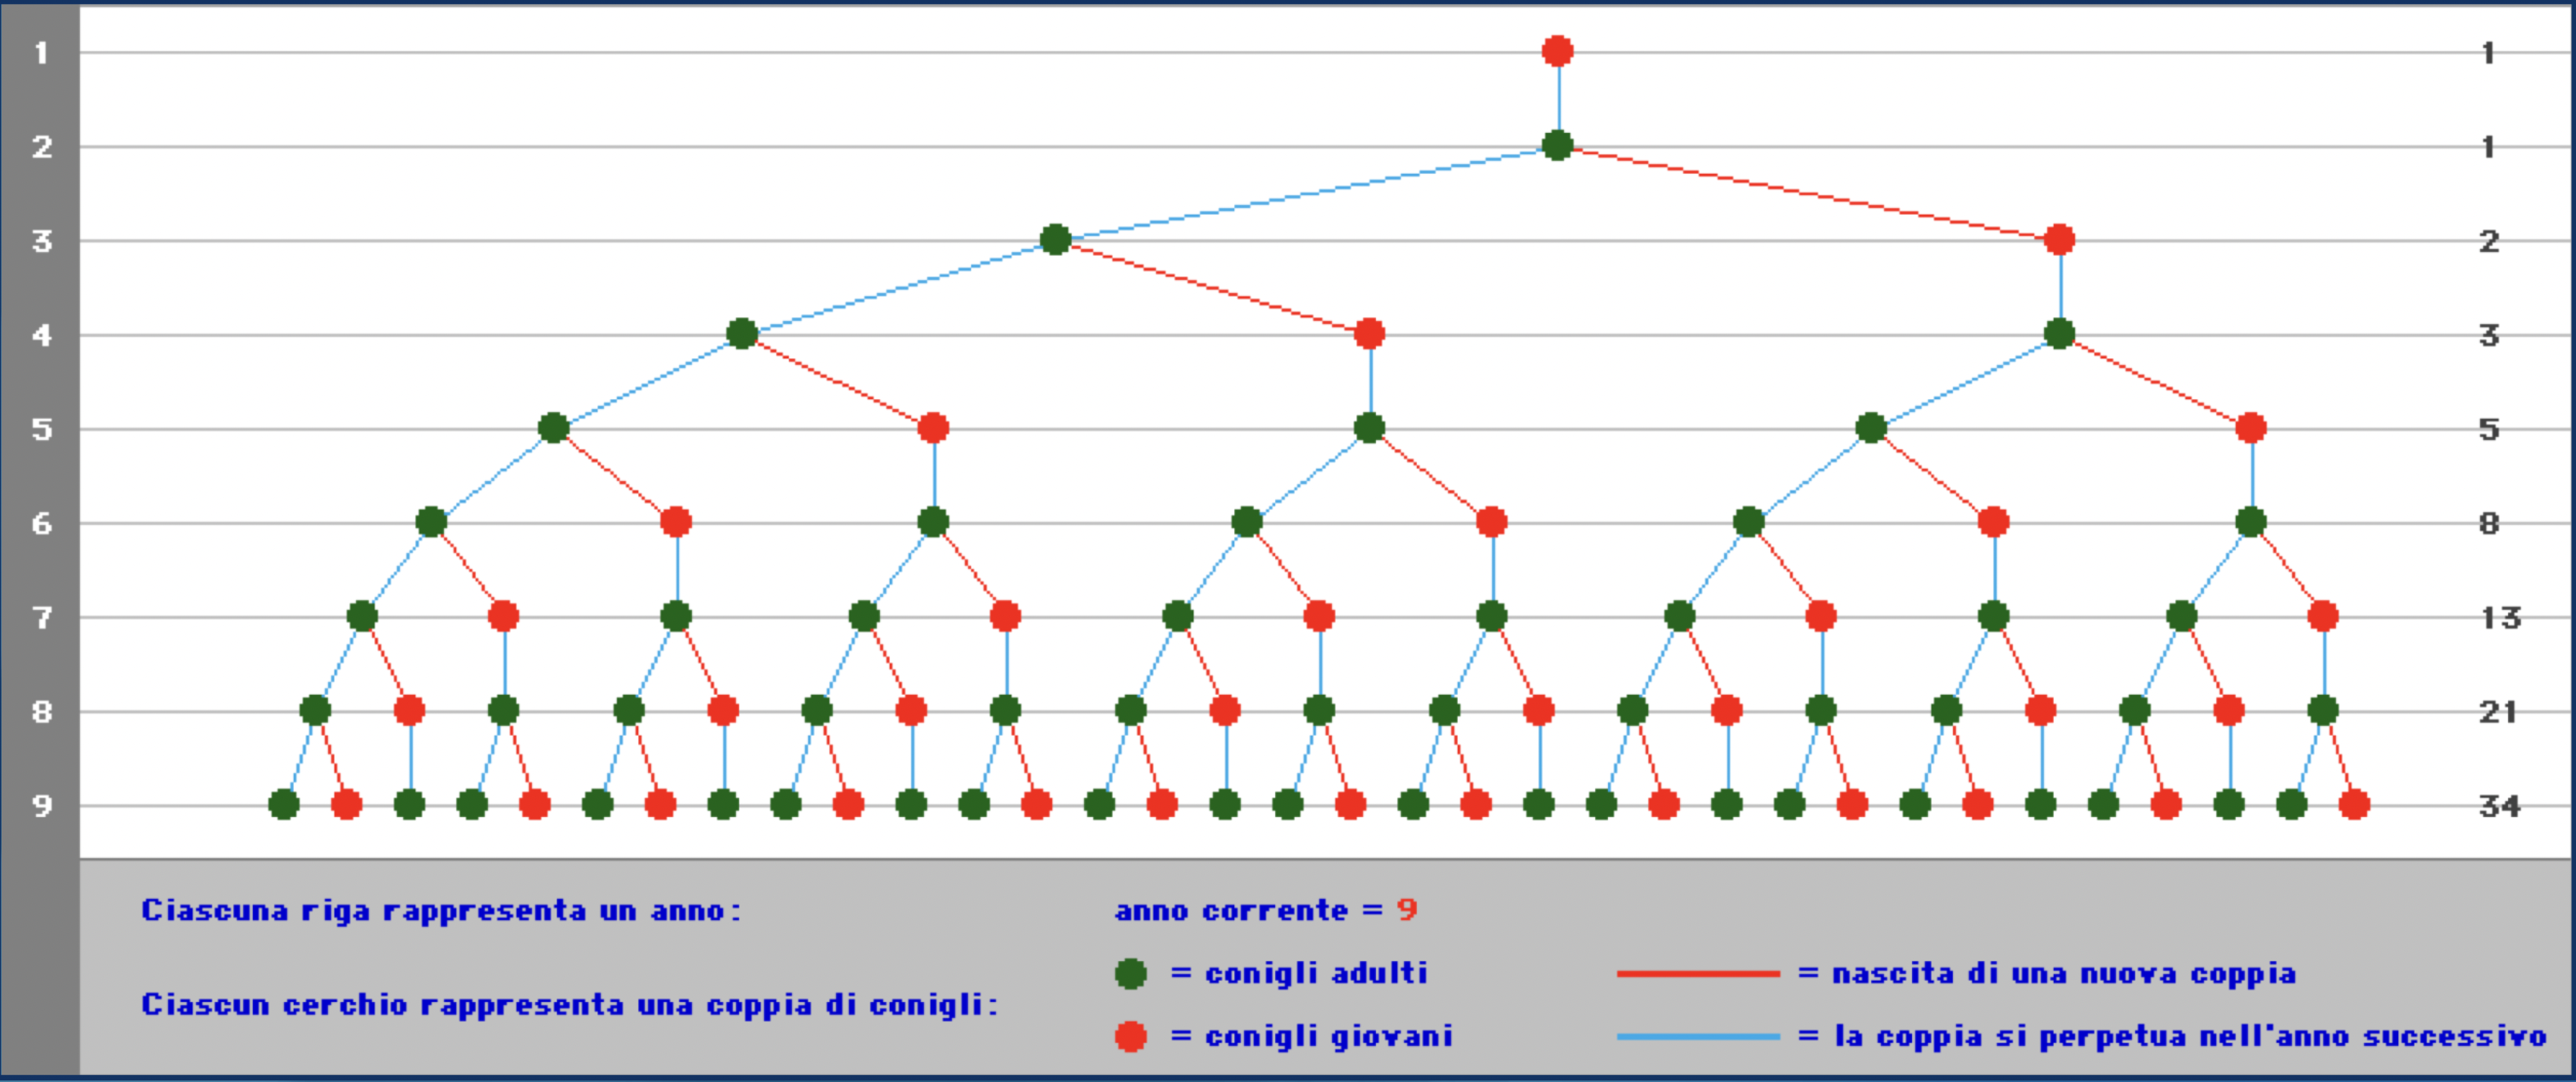 1 1
2 1
3 2
4 3
5 5
6 8
7 13
8 21
9 34
Ciascuna riga rappresenta un anno: anno corrente = 9
= conigli adulti = nascita di una nuova coppia
Ciascun cerchio rappresenta una coppia di conigli:
= conigli giovani = la coppia si perpetua nell'anno successivo